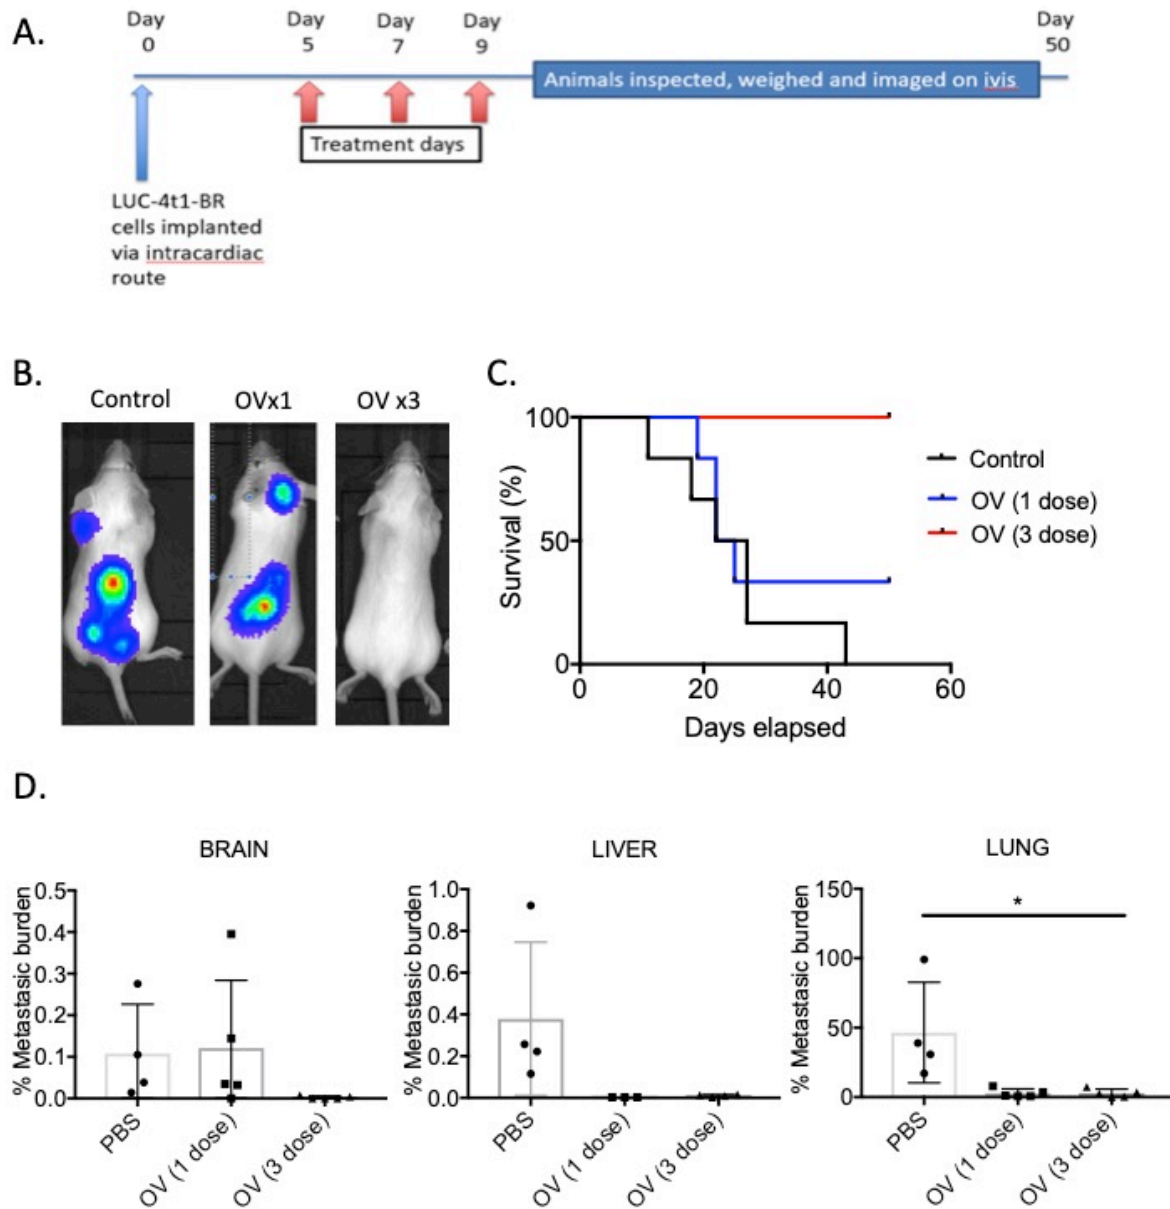 A.
Day
0
Day
5
Day
7
Day
9
Day
50
Animals inspected, weighed and imaged on ivis
Treatment days
LUC-4t1-BR
cells implanted
via intracardiac
route
B.
Control
OVx1
OV x3
C.
Survival (%)
100
50
0
0
20
40
60
Days elapsed
Control
OV (1 dose)
OV (3 dose)
D.
BRAIN
% Metastasic burden
0.5
0.4
0.3
0.2
0.1
0.0
PBS
OV (1 dose)
OV (3 dose)
LIVER
% Metastasic burden
1.0
0.8
0.6
0.4
0.2
0.0
PBS
OV (1 dose)
OV (3 dose)
LUNG
% Metastasic burden
150
100
50
0
*
PBS
OV (1 dose)
OV (3 dose)